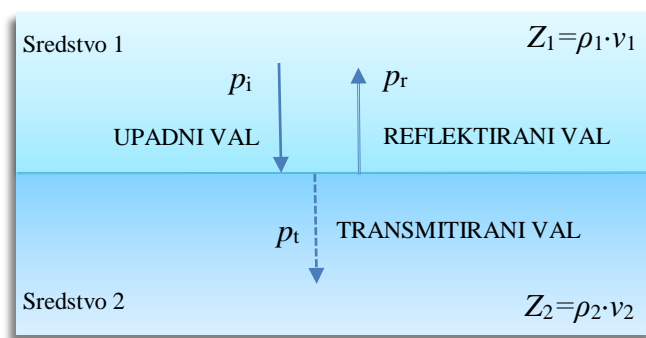 Sredstvo 1
Z₁=ρ₁·v₁
pᵢ
pᵣ
UPADNI VAL
REFLEKTIRANI VAL
pₜ
TRANSMITIRANI VAL
Sredstvo 2
Z₂=ρ₂·v₂